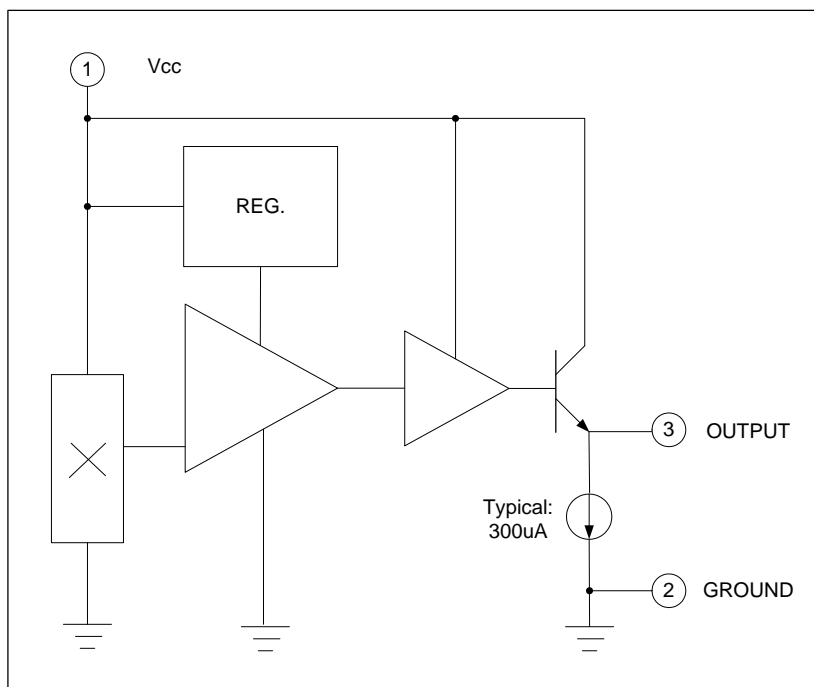 1
Vcc
REG.
3
OUTPUT
Typical:
300uA
2
GROUND